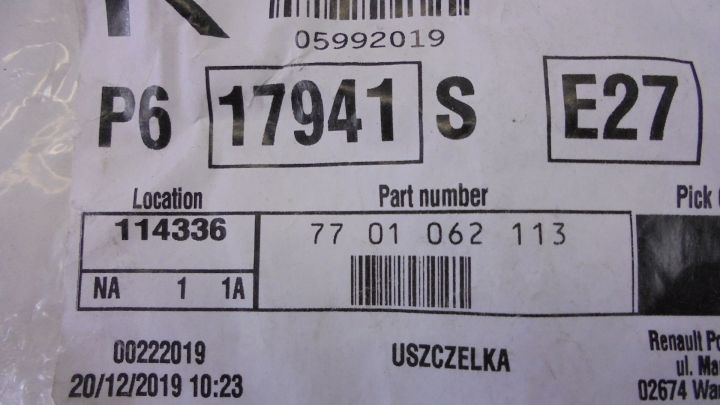 05992019
P6 17941 S E27
Location Part number Pick
114336 77 01 062 113
NA 1 1A
00222019 USZCZELKA Renault
20/12/2019 10:23 ul.
02674